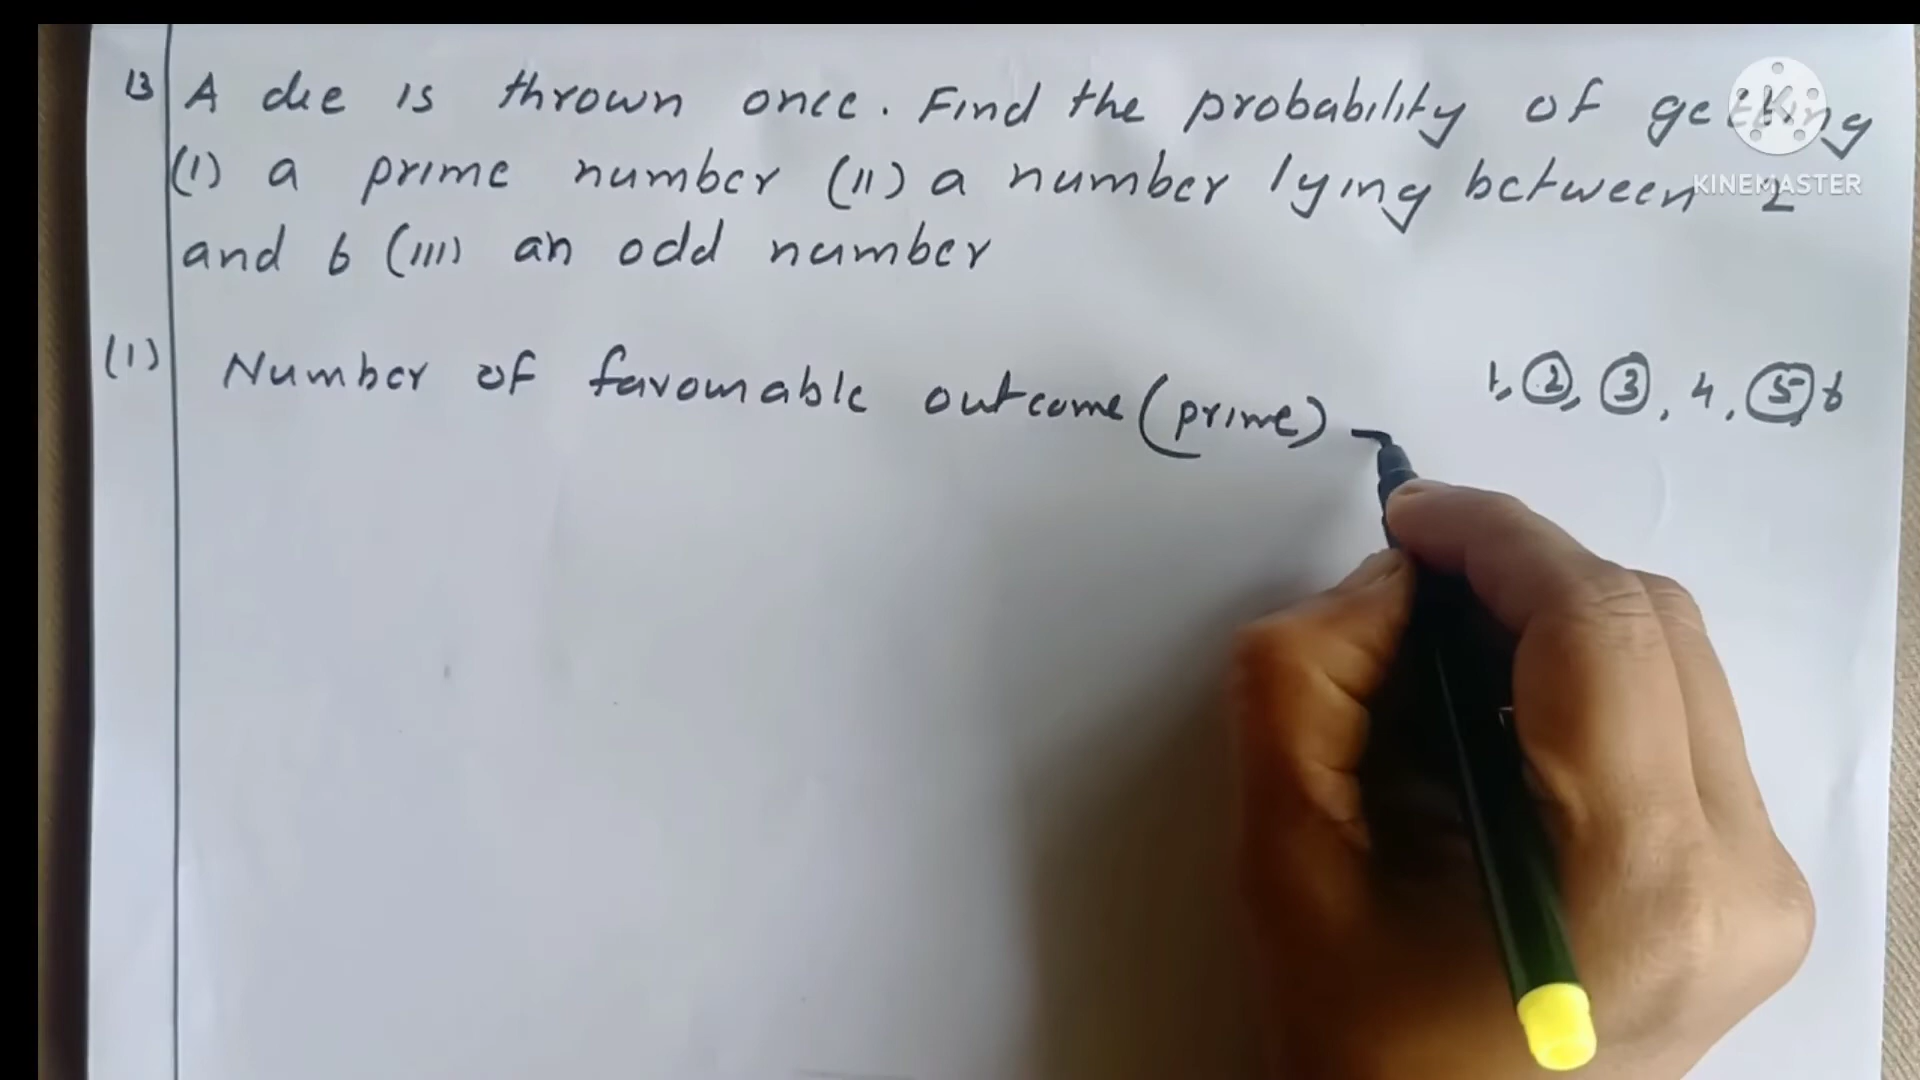 13 A die is thrown once. Find the probability of getting
(i) a prime number (ii) a number lying between 2
and 6 (iii) an odd number
(i) Number of favourable outcome (prime)
1, 2, 3, 4, 5 6
K
KINEMASTER